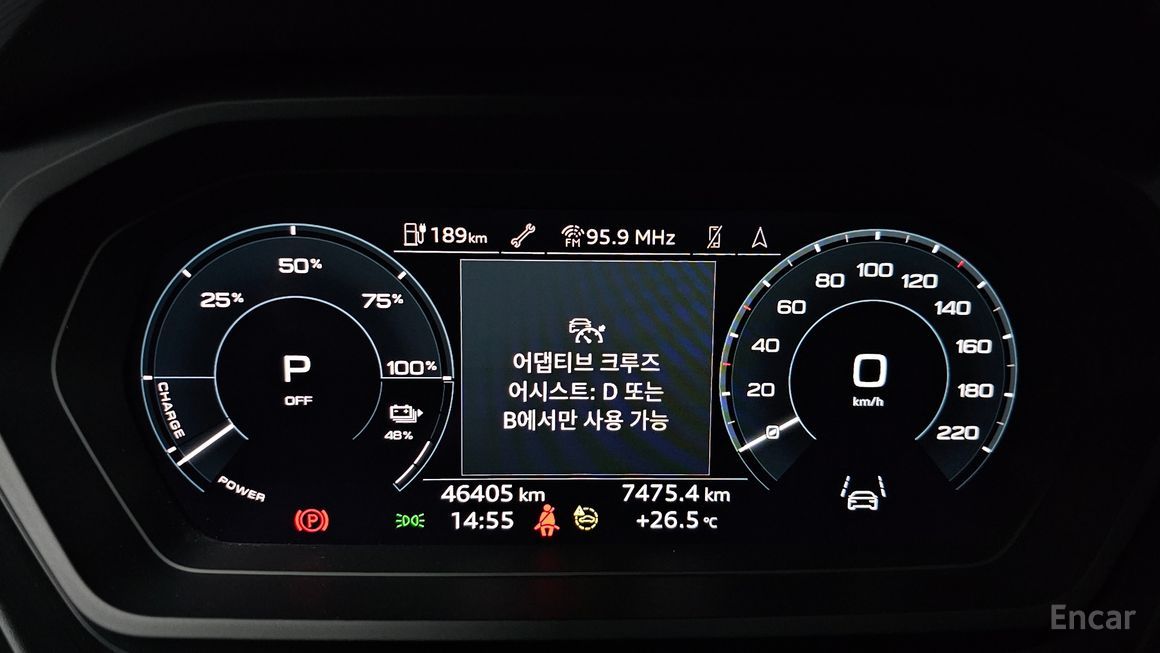 189km
FM 95.9 MHz
25% 50% 75% 100%
P
OFF
CHARGE
POWER
48%
어댑티브 크루즈
어시스트: D 또는
B에서만 사용 가능
0 20 40 60 80 100 120 140 160 180 220
0
km/h
46405 km 7475.4 km
14:55 +26.5 °C
P
Encar